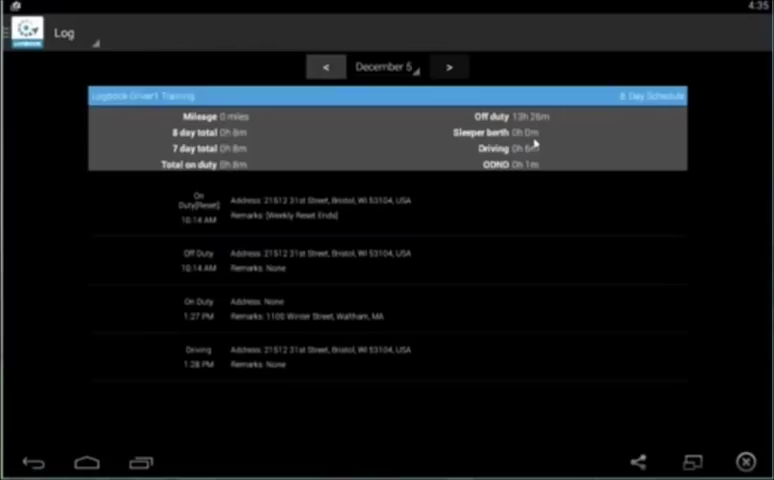 4:35
Log
< December 5 >
Logbook Driver1 Training 8 Day Schedule
Mileage 0 miles Off duty 13h 26m
8 day total 0h 8m Sleeper berth 0h 0m
7 day total 0h 8m Driving 0h 6m
Total on duty 0h 8m ODND 0h 1m
On
Duty[Reset]
10:14 AM
Address: 21512 31st Street, Bristol, WI 53104, USA
Remarks: [Weekly Reset Ends]
Off Duty
10:14 AM
Address: 21512 31st Street, Bristol, WI 53104, USA
Remarks: None
On Duty
1:27 PM
Address: None
Remarks: 1100 Winter Street, Waltham, MA
Driving
1:28 PM
Address: 21512 31st Street, Bristol, WI 53104, USA
Remarks: None